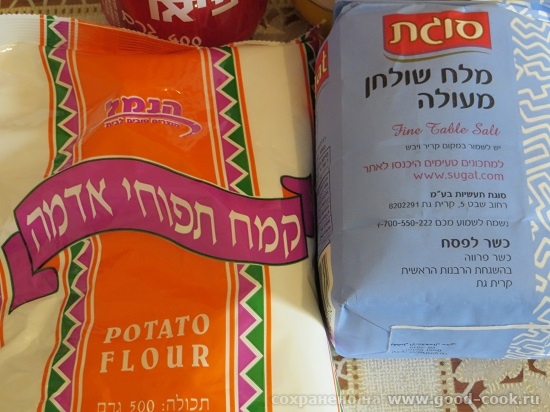 500 גרם
הנמל
קמח תפוחי אדמה
POTATO
FLOUR
תכולה: 500 גרם
סוגת
מלח שולחן
מעולה
Fine Table Salt
יש לשמור במקום קריר ויבש
למתכונים טעימים היכנסו לאתר
www.sugat.com
סוגת תעשיות בע"מ
רחוב שבט 5, קרית גת 8202291
נשמח לשמוע מכם 1-700-550-222
כשר לפסח
כשר פרווה
בהשגחת הרבנות הראשית
קרית גת
сохранено на www.good-cook.ru